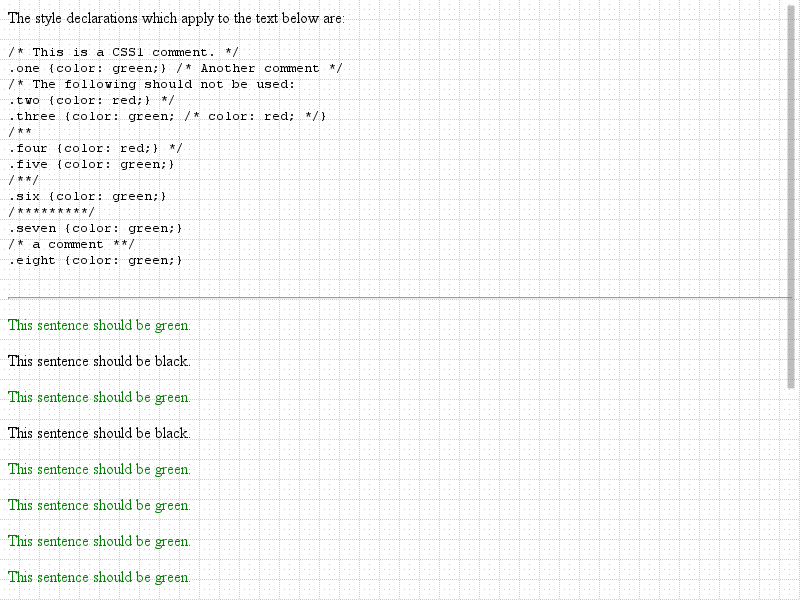 The style declarations which apply to the text below are:
/* This is a CSS1 comment. */
.one {color: green;} /* Another comment */
/* The following should not be used:
.two {color: red;} */
.three {color: green; /* color: red; */}
/**
.four {color: red;} */
.five {color: green;}
/**/
.six {color: green;}
/*********/
.seven {color: green;}
/* a comment **/
.eight {color: green;}
This sentence should be green.
This sentence should be black.
This sentence should be green.
This sentence should be black.
This sentence should be green.
This sentence should be green.
This sentence should be green.
This sentence should be green.